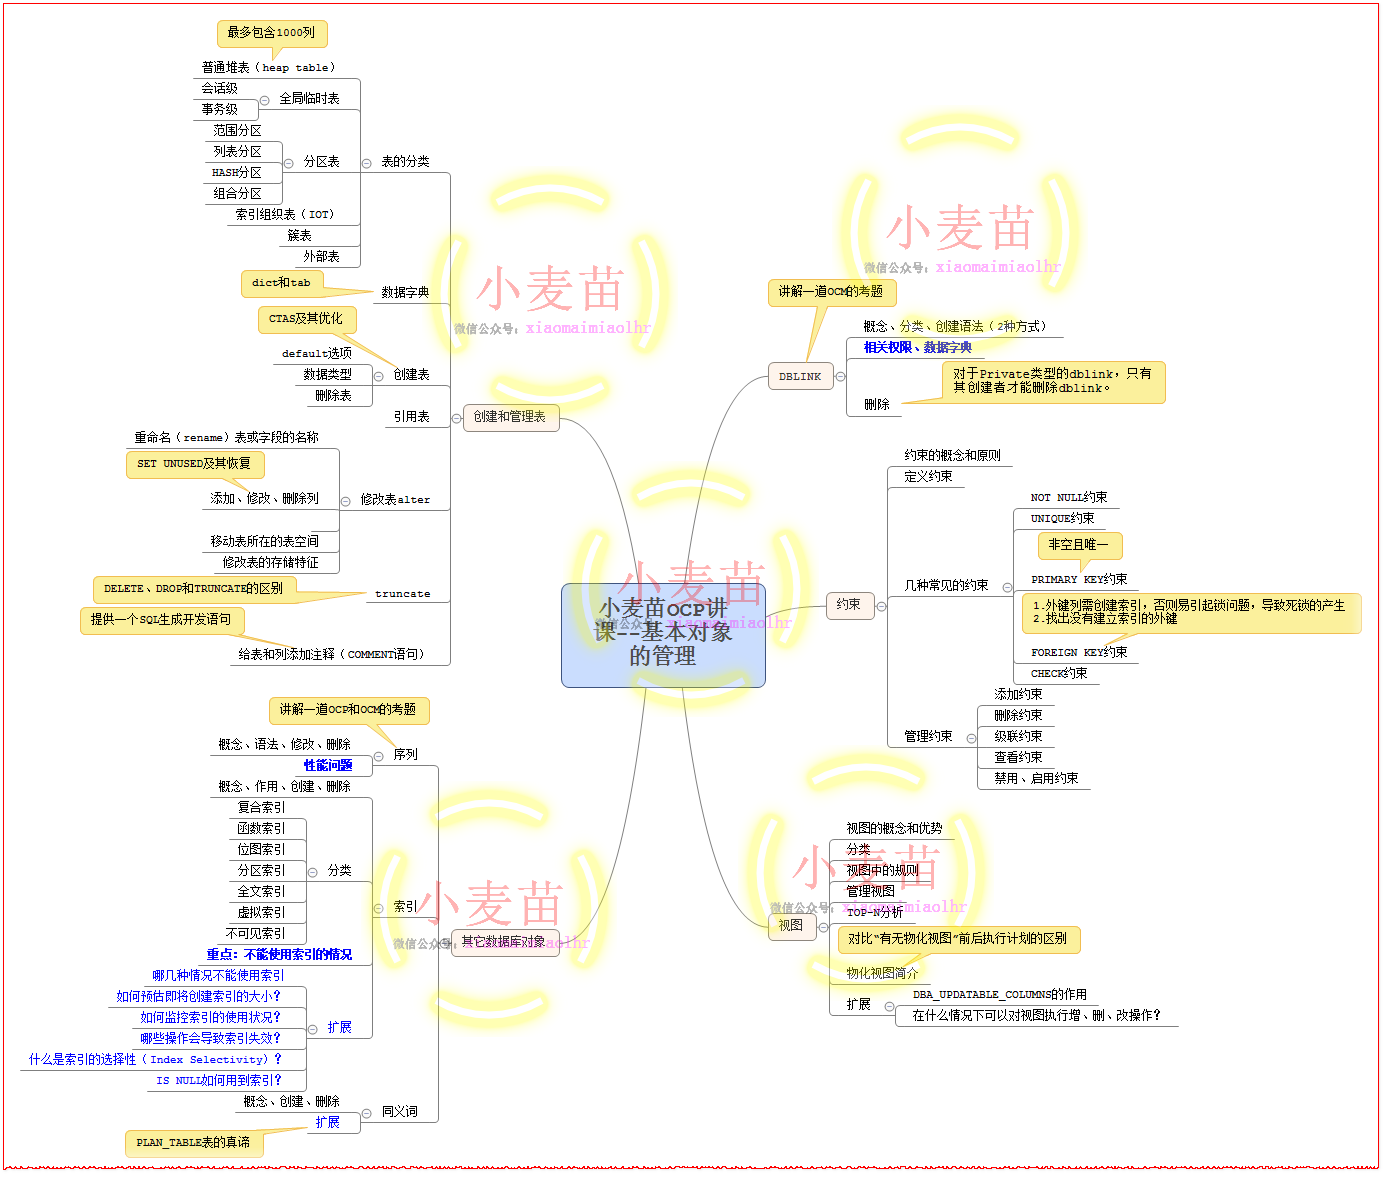 最多包含1000列
普通堆表（heap table）
会话级
全局临时表
事务级
范围分区
列表分区
分区表
表的分类
HASH分区
组合分区
索引组织表（IOT）
簇表
外部表
dict和tab
数据字典
CTAS及其优化
default选项
数据类型
创建表
删除表
引用表
创建和管理表
重命名（rename）表或字段的名称
SET UNUSED及其恢复
添加、修改、删除列
修改表alter
移动表所在的表空间
修改表的存储特征
DELETE、DROP和TRUNCATE的区别
truncate
提供一个SQL生成开发语句
给表和列添加注释（COMMENT语句）
小麦苗OCP讲
课--基本对象
的管理
讲解一道OCP和OCM的考题
概念、语法、修改、删除
序列
性能问题
概念、作用、创建、删除
复合索引
函数索引
位图索引
分区索引
分类
全文索引
虚拟索引
不可见索引
索引
其它数据库对象
重点：不能使用索引的情况
哪几种情况不能使用索引
如何预估即将创建索引的大小？
如何监控索引的使用状况？
扩展
哪些操作会导致索引失效？
什么是索引的选择性（Index Selectivity）？
IS NULL如何用到索引？
概念、创建、删除
同义词
扩展
PLAN_TABLE表的真谛
讲解一道OCM的考题
概念、分类、创建语法（2种方式）
相关权限、数据字典
DBLINK
对于Private类型的dblink，只有
其创建者才能删除dblink。
删除
约束的概念和原则
定义约束
NOT NULL约束
UNIQUE约束
非空且唯一
几种常见的约束
PRIMARY KEY约束
约束
1.外键列需创建索引，否则易引起锁问题，导致死锁的产生
2.找出没有建立索引的外键
FOREIGN KEY约束
CHECK约束
添加约束
删除约束
管理约束
级联约束
查看约束
禁用、启用约束
视图的概念和优势
分类
视图中的规则
管理视图
TOP-N分析
视图
对比“有无物化视图”前后执行计划的区别
物化视图简介
扩展
DBA_UPDATABLE_COLUMNS的作用
在什么情况下可以对视图执行增、删、改操作？
小麦苗
微信公众号：xiaomaimiaolhr
小麦苗
微信公众号：xiaomaimiaolhr
小麦苗
微信公众号：xiaomaimiaolhr
小麦苗
微信公众号：xiaomaimiaolhr
小麦苗
微信公众号：xiaomaimiaolhr